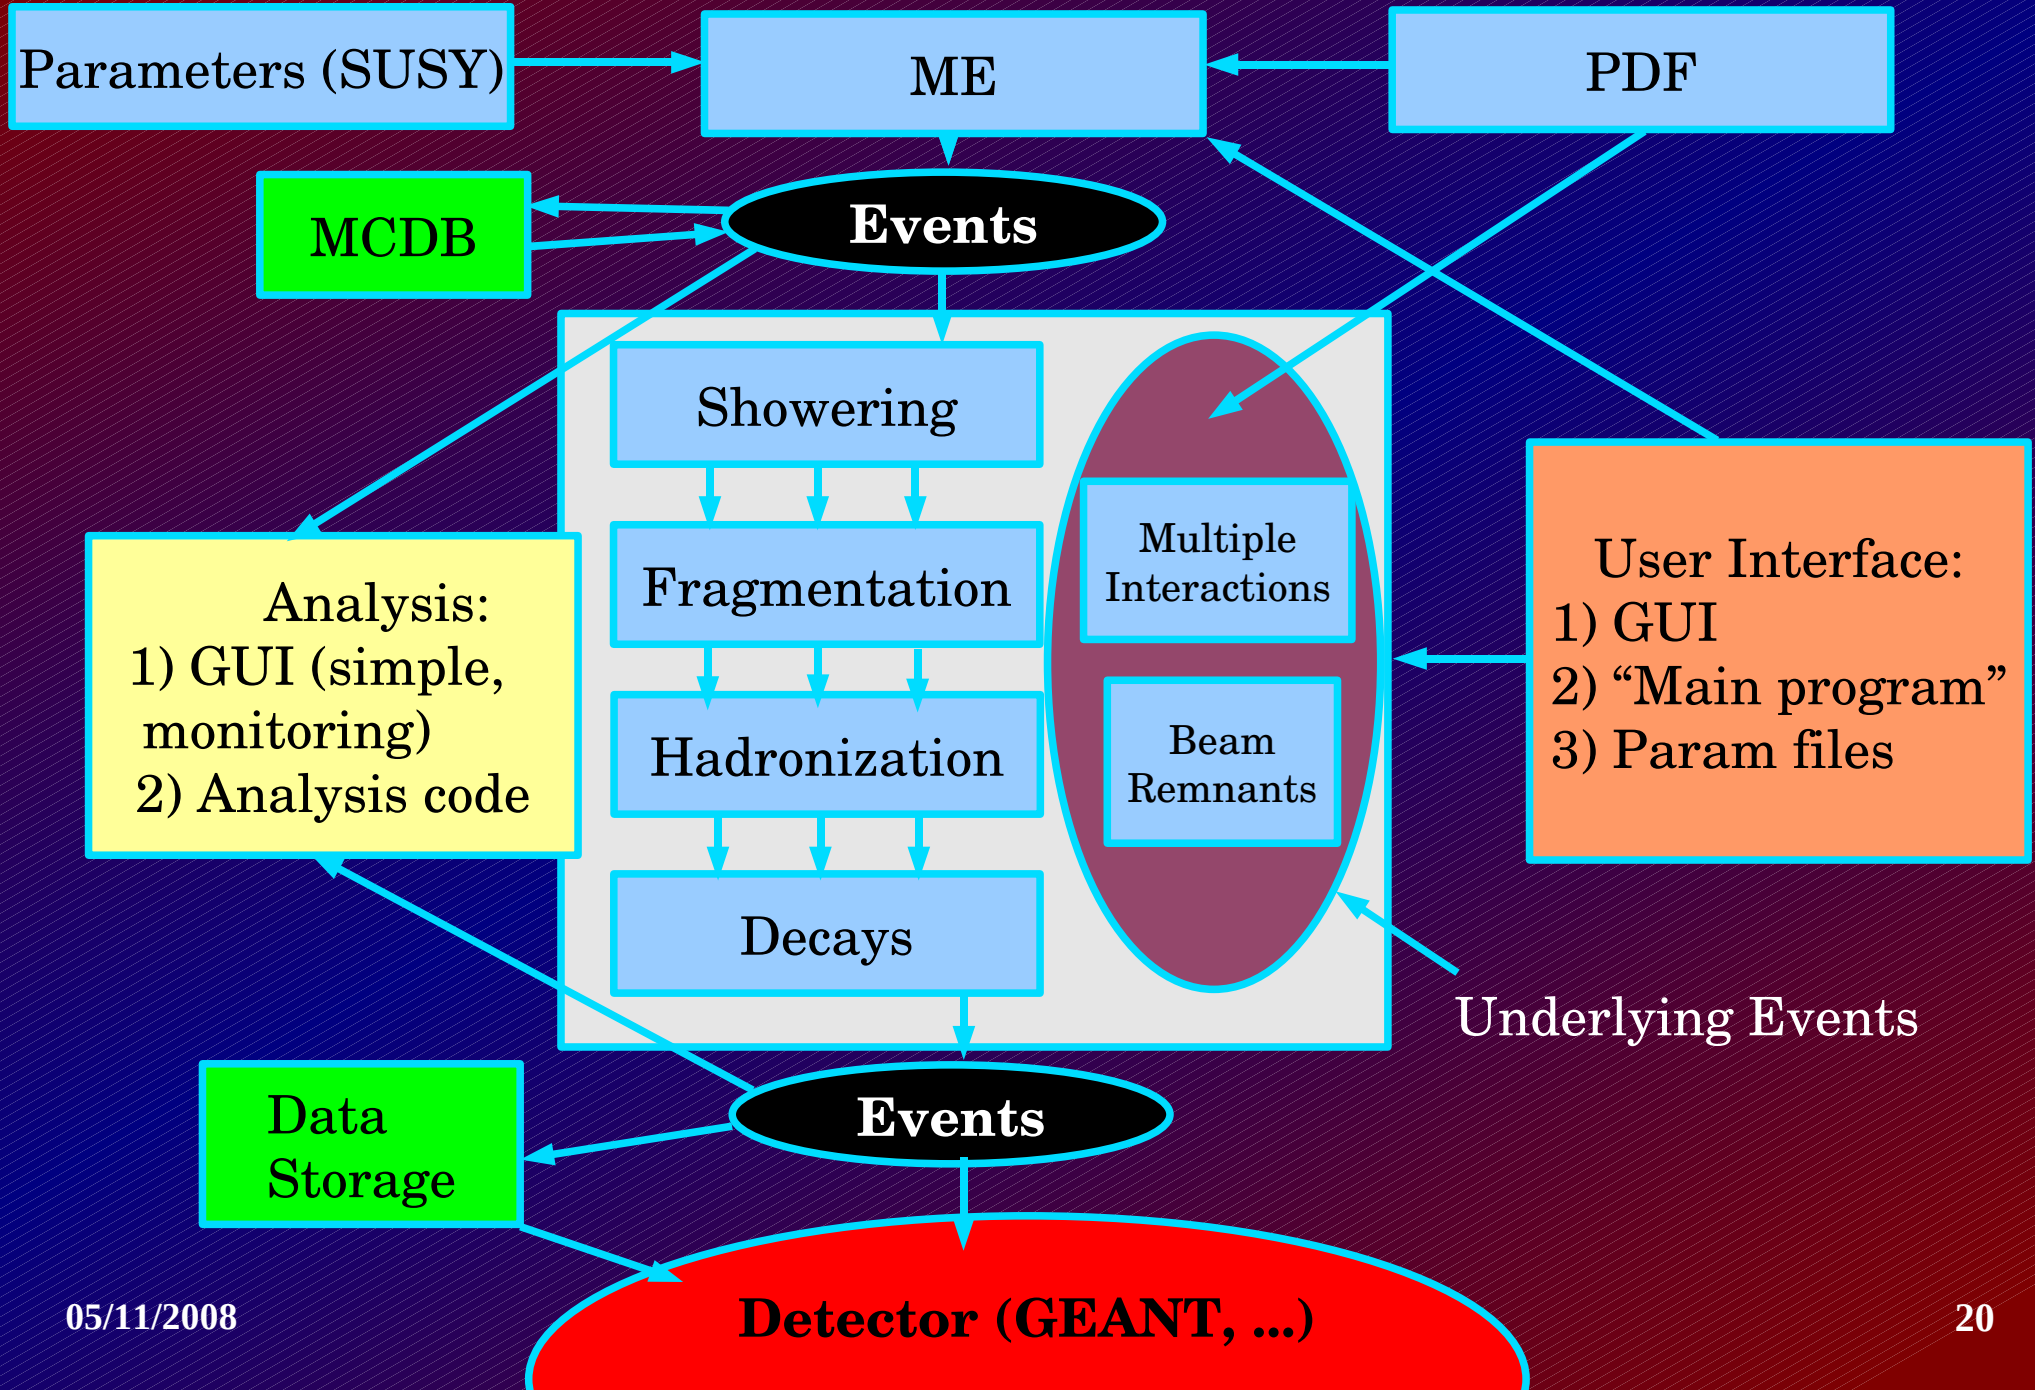 Parameters (SUSY)
ME
PDF
MCDB
Events
Showering
Fragmentation
Hadronization
Decays
Multiple
Interactions
Beam
Remnants
Analysis:
1) GUI (simple,
monitoring)
2) Analysis code
User Interface:
1) GUI
2) “Main program”
3) Param files
Underlying Events
Events
Data
Storage
Detector (GEANT, ...)
05/11/2008
20